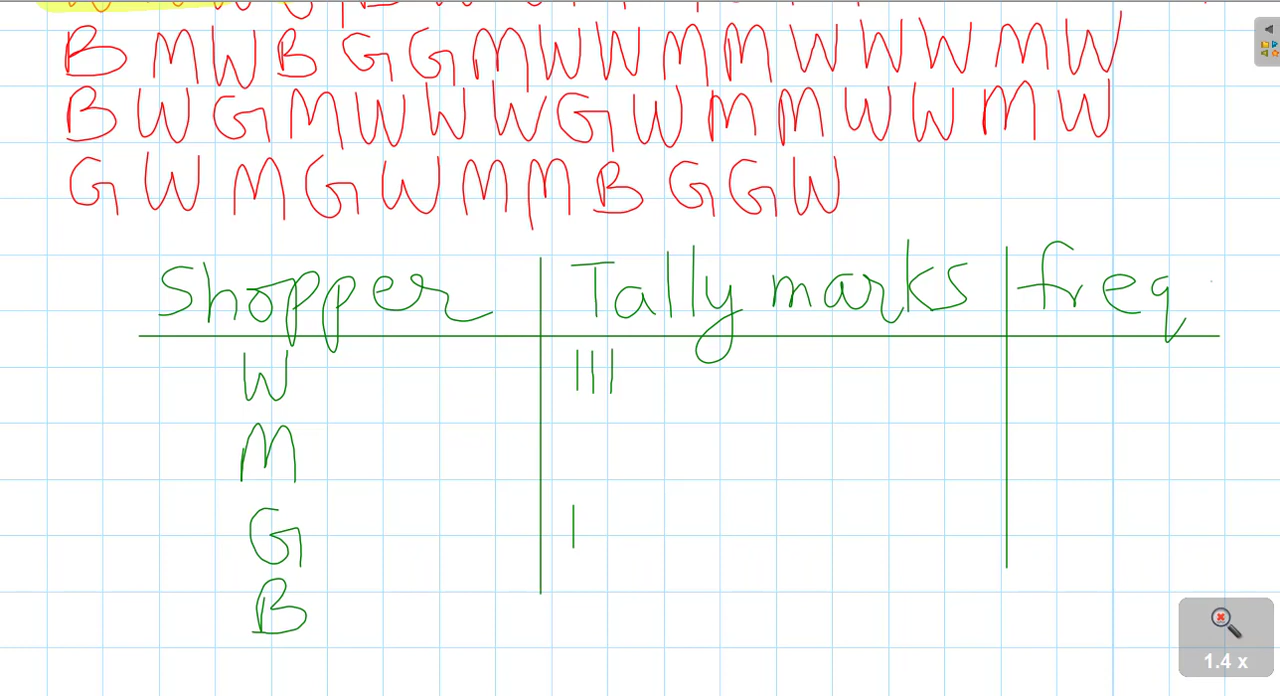 B M W B G G M W W M M W W W M W
B W G M W W W G W M M W W M W
G W M G W M M B G G W
Shopper Tally marks freq
W |||
M
G |
B
1.4 x